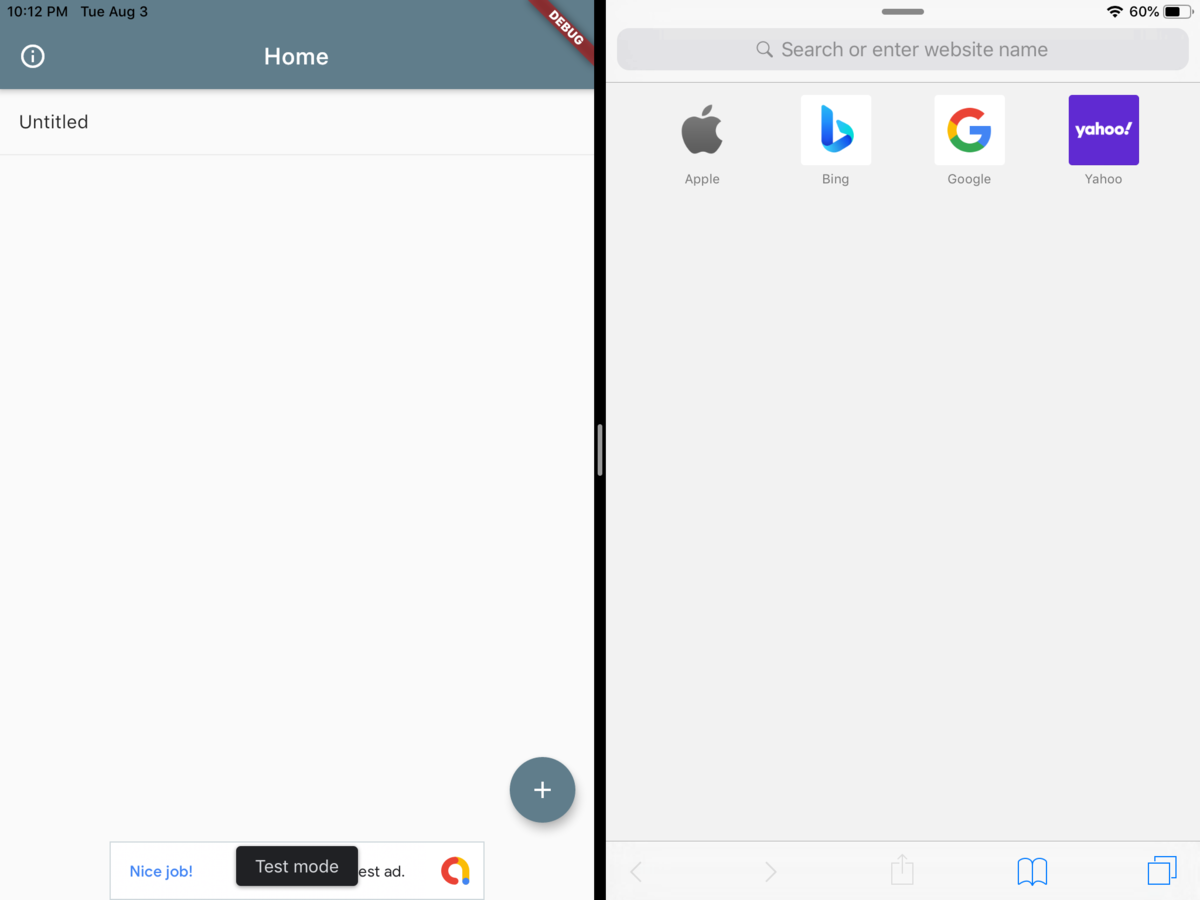 10:12 PM Tue Aug 3
DEBUG
Home
Untitled
Nice job!
Test mode
est ad.
60%
Search or enter website name
yahoo!
Apple
Bing
Google
Yahoo